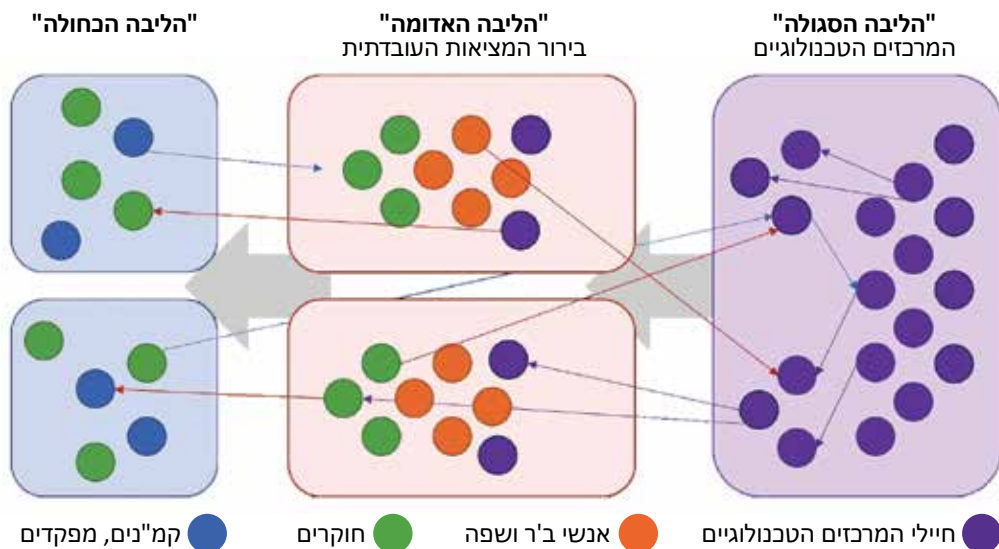 "הליבה הסגולה"
המרכזים הטכנולוגיים
"הליבה האדומה"
בירור המציאות העובדתית
"הליבה הכחולה"
חיילי המרכזים הטכנולוגיים
אנשי ב'ר ושפה
חוקרים
קמ"נים, מפקדים